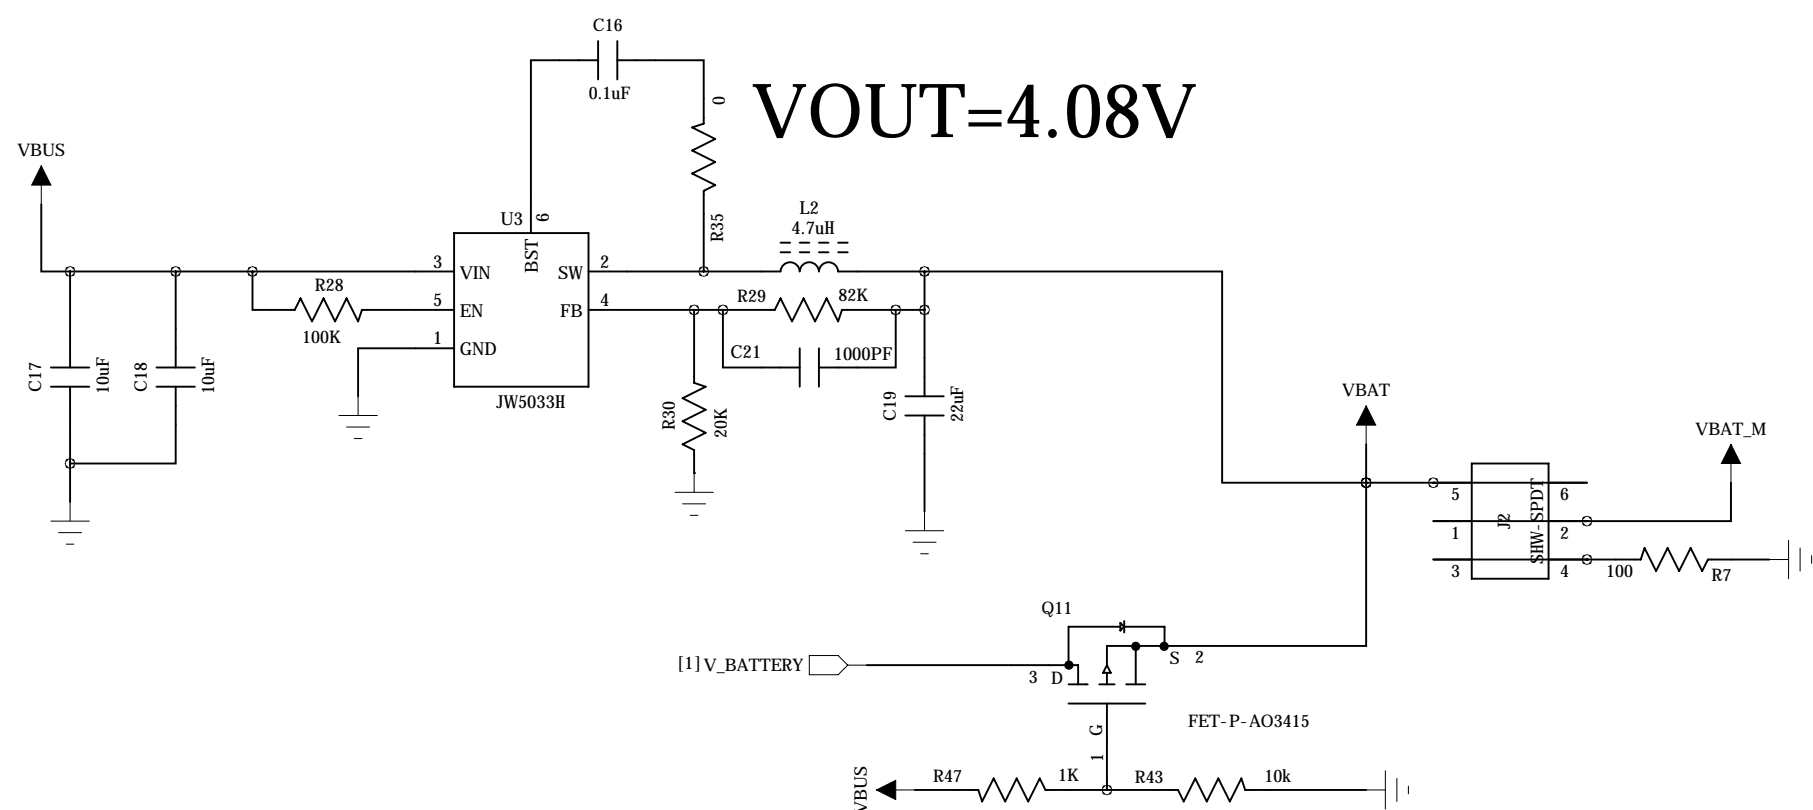 C16
0.1uF
0
VOUT=4.08V
VBUS
R35
L2
4.7uH
U3
6
BST
3
VIN
SW
2
R28
100K
5
EN
FB
4
R29
82K
1
GND
C21
1000PF
C17
10uF
C18
10uF
JW5033H
R30
20K
C19
22uF
VBAT
VBAT_M
5
6
1
2
3
4
J2
SHW-SPDT
100
R7
Q11
[1] V_BATTERY
3
D
S
2
FET-P-AO3415
G
1
VBUS
R47
1K
R43
10k